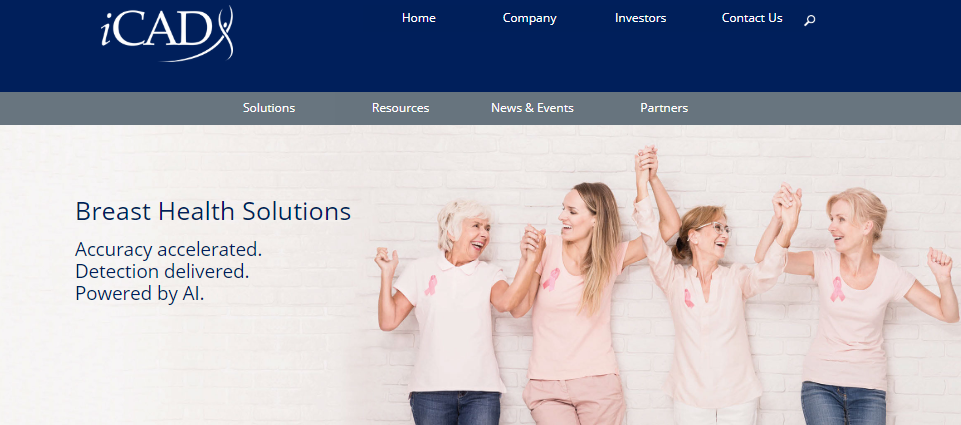 iCAD
Home Company Investors Contact Us
Solutions Resources News & Events Partners
Breast Health Solutions
Accuracy accelerated.
Detection delivered.
Powered by AI.